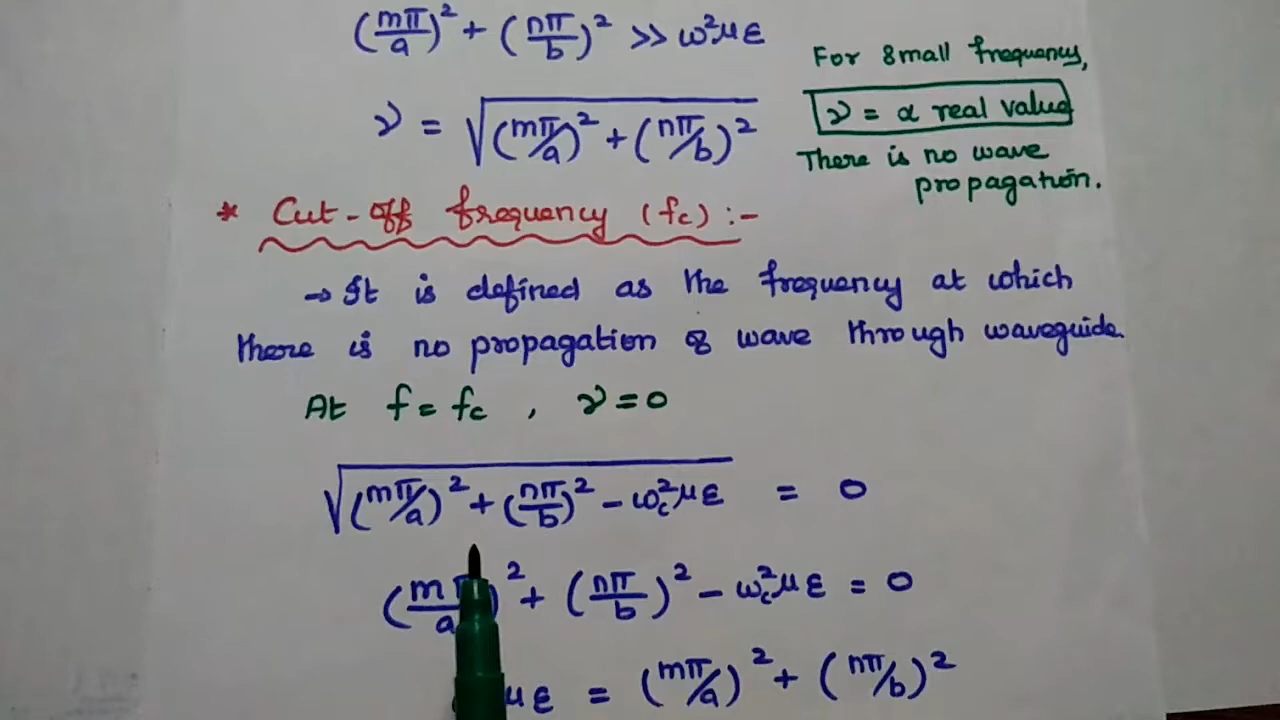 (mπ/a)² + (nπ/b)² >> ω²με
For small frequency,
ν = √(mπ/a)² + (nπ/b)²
ν = α real value
There is no wave
propagation.
* Cut-off frequency (fc) :-
→ It is defined as the frequency at which
there is no propagation of wave through waveguide.
At f = fc , ν = 0
√(mπ/a)² + (nπ/b)² - ωc²με = 0
(mπ/a)² + (nπ/b)² - ωc²με = 0
με = (mπ/a)² + (nπ/b)²